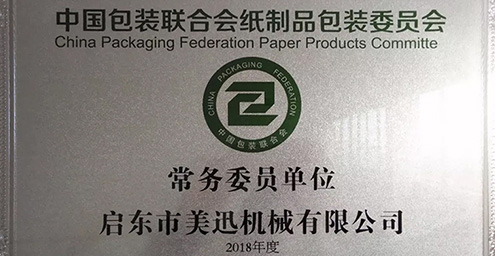 中国包装联合会纸制品包装委员会
China Packaging Federation Paper Products Committe
CHINA PACKAGING FEDERATION
中国包装联合会
常务委员单位
启东市美迅机械有限公司
2018年度